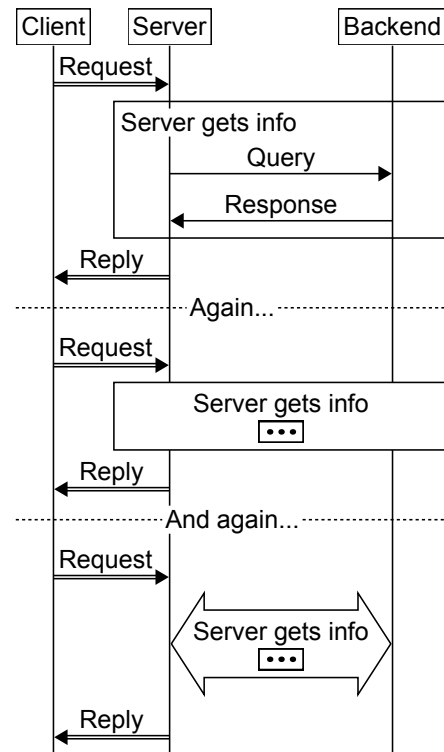 Client Server Backend
Request
Server gets info
Query
Response
Reply
Again...
Request
Server gets info
Reply
And again...
Request
Server gets info
Reply